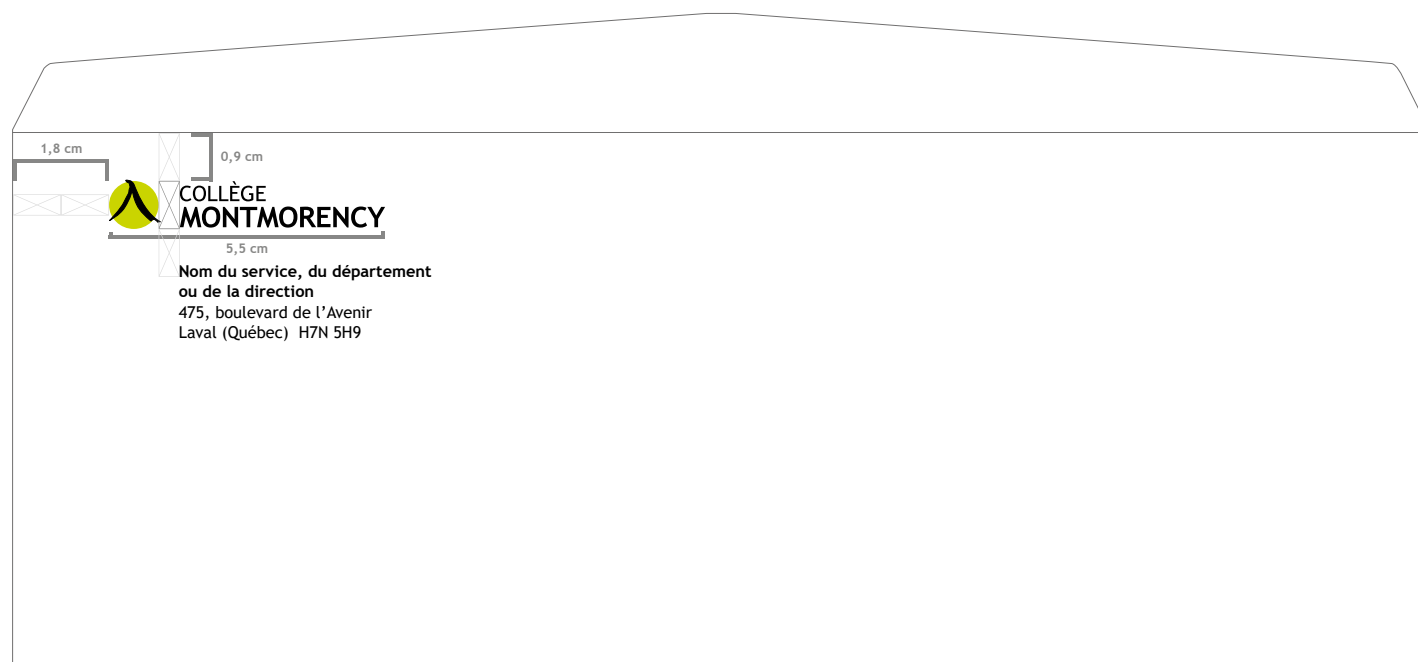 1,8 cm
0,9 cm
COLLÈGE
MONTMORENCY
5,5 cm
Nom du service, du département
ou de la direction
475, boulevard de l’Avenir
Laval (Québec)  H7N 5H9